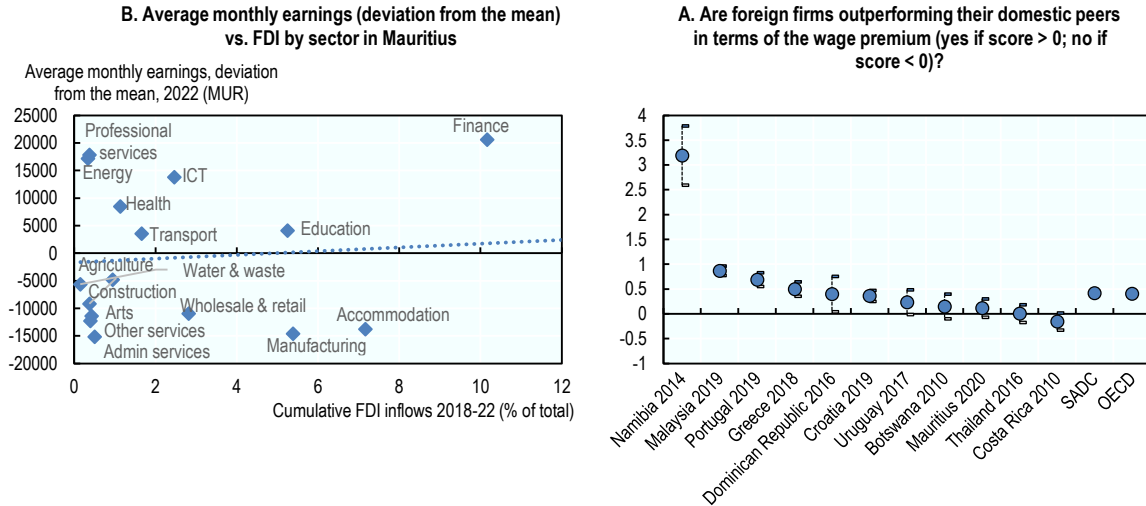 B. Average monthly earnings (deviation from the mean)
vs. FDI by sector in Mauritius
Average monthly earnings, deviation
from the mean, 2022 (MUR)
25000
20000
15000
10000
5000
0
-5000
-10000
-15000
-20000
Professional
services
Energy
Finance
ICT
Health
Transport
Education
Agriculture
Water & waste
Construction
Arts
Wholesale & retail
Accommodation
Other services
Manufacturing
Admin services
0 2 4 6 8 10 12
Cumulative FDI inflows 2018-22 (% of total)
A. Are foreign firms outperforming their domestic peers
in terms of the wage premium (yes if score > 0; no if
score < 0)?
4
3.5
3
2.5
2
1.5
1
0.5
0
-0.5
-1
Namibia 2014
Malaysia 2019
Portugal 2019
Greece 2018
Dominican Republic 2016
Croatia 2019
Uruguay 2017
Botswana 2010
Mauritius 2020
Thailand 2016
Costa Rica 2010
SADC
OECD